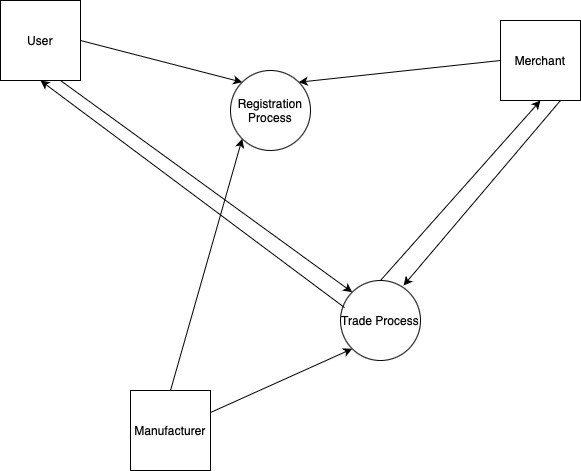 User
Merchant
Registration
Process
Trade Process
Manufacturer